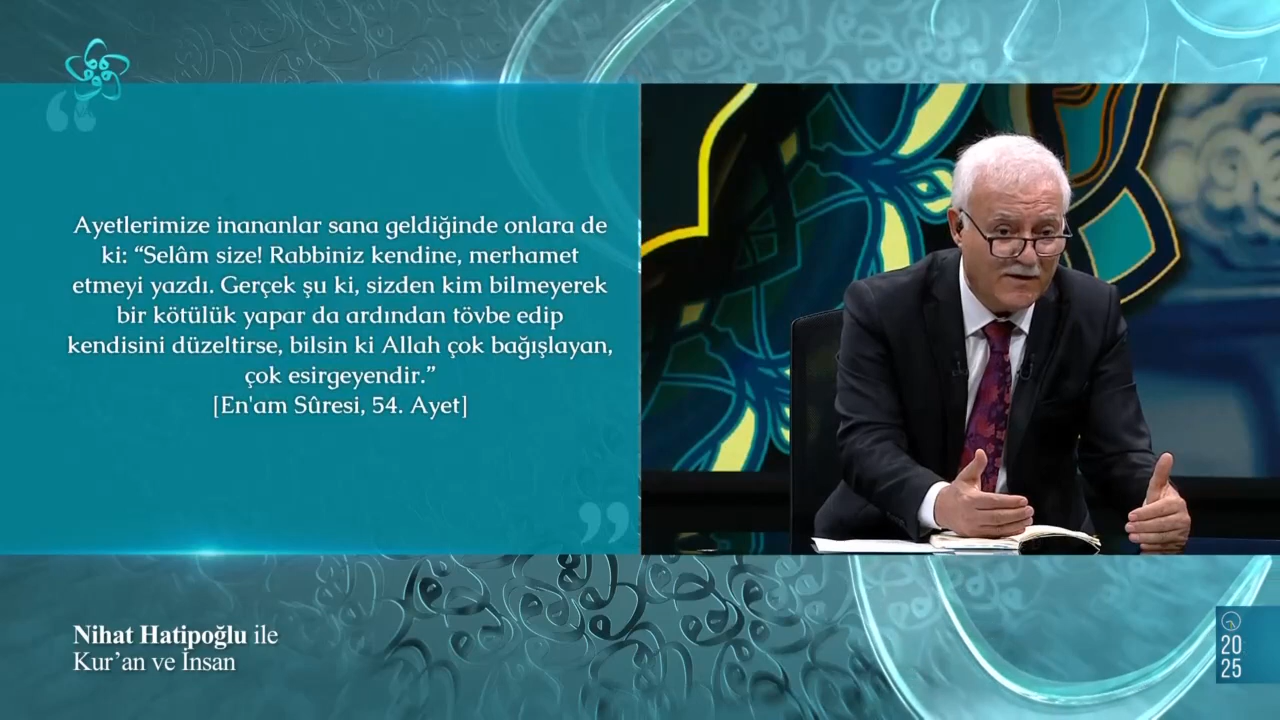 Ayetlerimize inananlar sana geldiğinde onlara de
ki: “Selâm size! Rabbiniz kendine, merhamet
etmeyi yazdı. Gerçek şu ki, sizden kim bilmeyerek
bir kötülük yapar da ardından tövbe edip
kendisini düzeltirse, bilsin ki Allah çok bağışlayan,
çok esirgeyendir.”
[En'am Sûresi, 54. Ayet]
Nihat Hatipoğlu ile
Kur’an ve İnsan
20
25